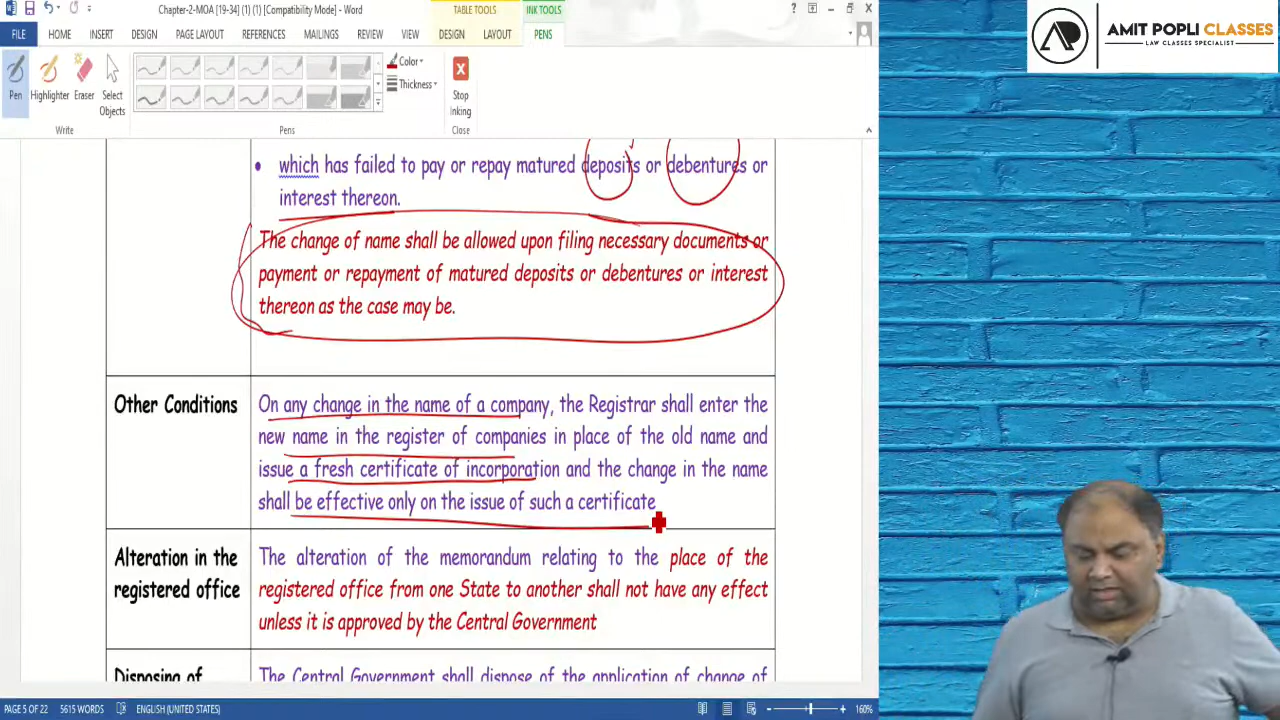 Chapter-2-MOA [19-34] (1) (1) [Compatibility Mode] - Word
TABLE TOOLS
INK TOOLS
FILE
HOME
INSERT
DESIGN
PAGE LAYOUT
REFERENCES
MAILINGS
REVIEW
VIEW
DESIGN
LAYOUT
PENS
Pen
Highlighter
Eraser
Select Objects
Write
Pens
Color
Thickness
Stop Inking
Close
AMIT POPLI CLASSES
LAW CLASSES SPECIALIST
• which has failed to pay or repay matured deposits or debentures or
interest thereon.
The change of name shall be allowed upon filing necessary documents or
payment or repayment of matured deposits or debentures or interest
thereon as the case may be.
Other Conditions
On any change in the name of a company, the Registrar shall enter the
new name in the register of companies in place of the old name and
issue a fresh certificate of incorporation and the change in the name
shall be effective only on the issue of such a certificate
Alteration in the
registered office
The alteration of the memorandum relating to the place of the
registered office from one State to another shall not have any effect
unless it is approved by the Central Government
Disposing of
The Central Government shall dispose of the application of change of
PAGE 5 OF 22
5615 WORDS
ENGLISH (UNITED STATES)
160%